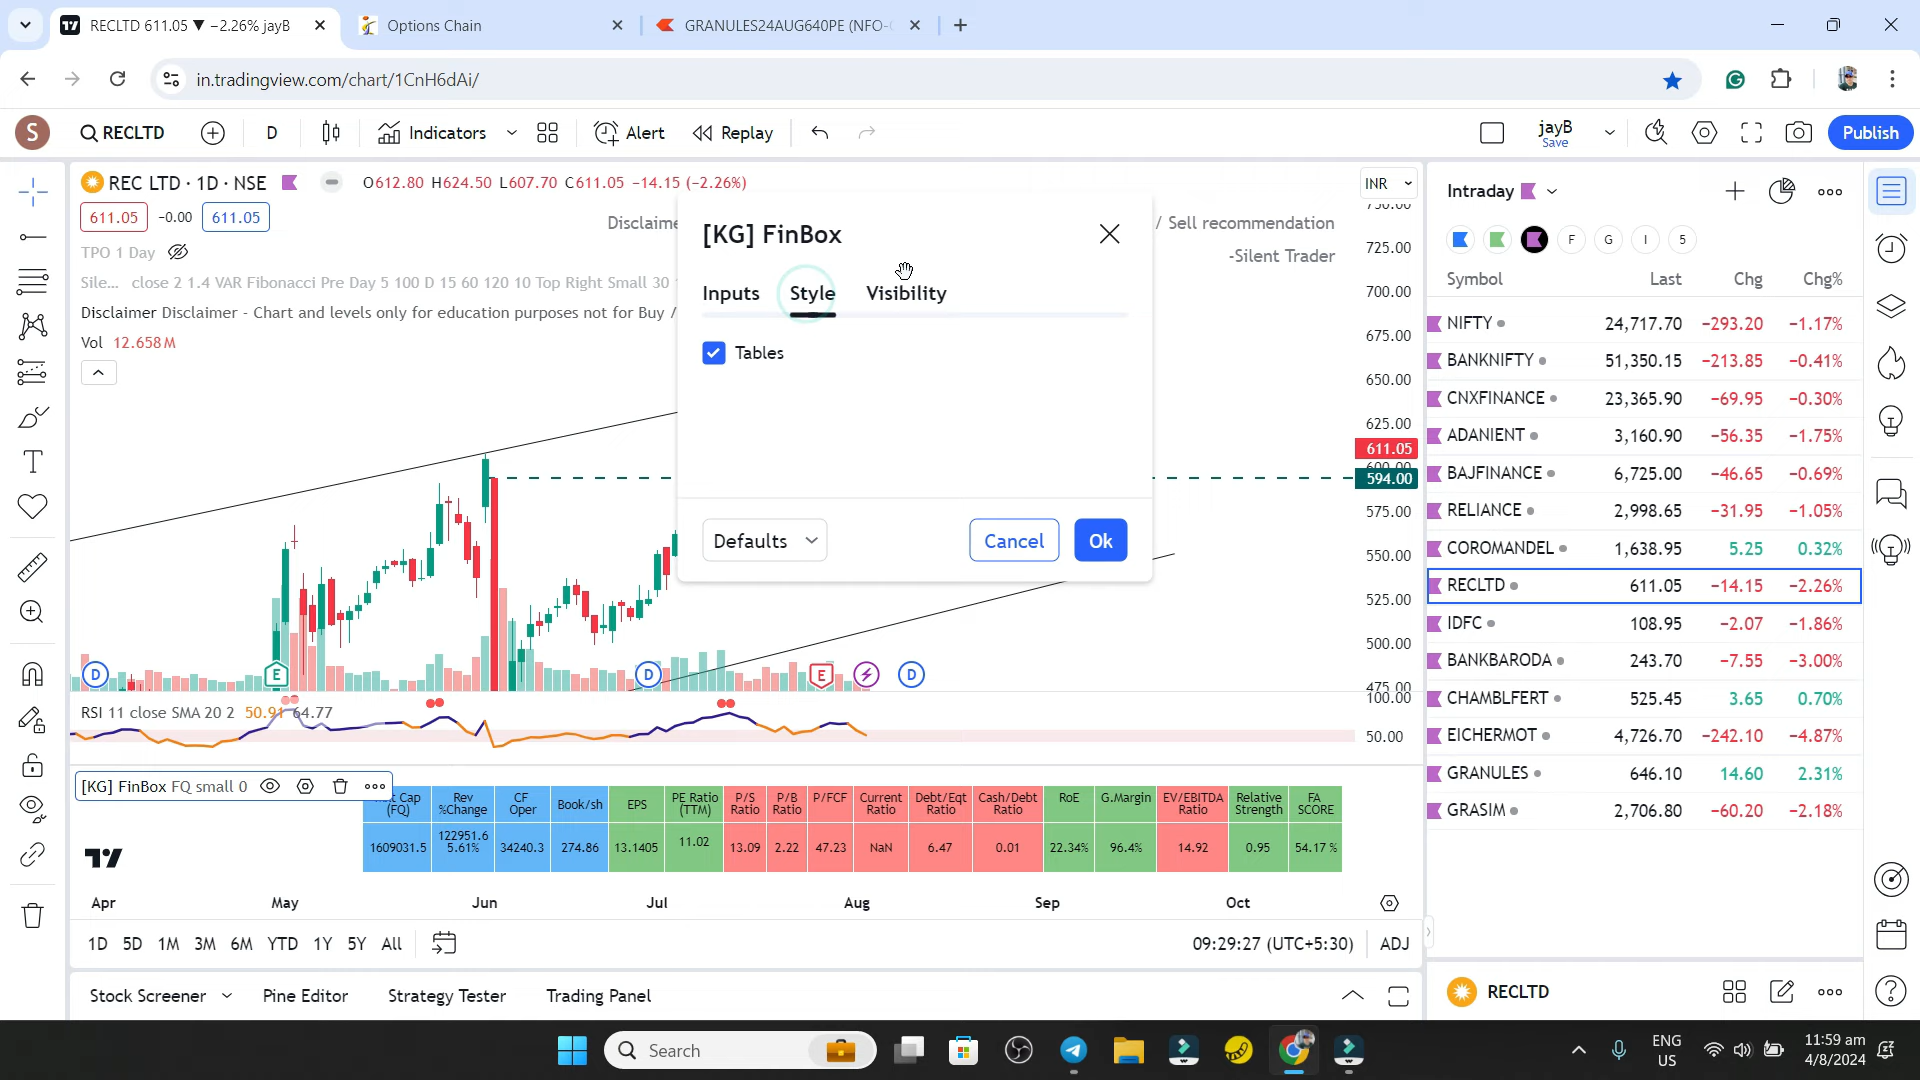 RECLTD 611.05 ▼ −2.26% jayB
Options Chain
GRANULES24AUG640PE (NFO-
in.tradingview.com/chart/1CnH6dAi/
S
RECLTD
D
Indicators
Alert
Replay
jayB
Save
Publish
REC LTD · 1D · NSE
O612.80 H624.50 L607.70 C611.05 −14.15 (−2.26%)
611.05 −0.00 611.05
TPO 1 Day
Sile... close 2 1.4 VAR Fibonacci Pre Day 5 100 D 15 60 120 10 Top Right Small 30
Disclaimer Disclaimer - Chart and levels only for education purposes not for Buy /
Vol 12.658M
Disclaime
/ Sell recommendation
-Silent Trader
[KG] FinBox
Inputs Style Visibility
Tables
Defaults
Cancel
Ok
INR
725.00
700.00
675.00
650.00
625.00
611.05
594.00
575.00
550.00
525.00
500.00
475.00
100.00
50.00
D E D E D
RSI 11 close SMA 20 2 50.91 64.77
[KG] FinBox FQ small 0
Cap (FQ)
Rev %Change
CF Oper
Book/sh
EPS
PE Ratio (TTM)
P/S Ratio
P/B Ratio
P/FCF
Current Ratio
Debt/Eqt Ratio
Cash/Debt Ratio
RoE
G.Margin
EV/EBITDA Ratio
Relative Strength
FA SCORE
1609031.5
122951.6 5.61%
34240.3
274.86
13.1405
11.02
13.09
2.22
47.23
NaN
6.47
0.01
22.34%
96.4%
14.92
0.95
54.17 %
Apr May Jun Jul Aug Sep Oct
1D 5D 1M 3M 6M YTD 1Y 5Y All
09:29:27 (UTC+5:30)
ADJ
Stock Screener
Pine Editor
Strategy Tester
Trading Panel
Intraday
F G I 5
Symbol Last Chg Chg%
NIFTY 24,717.70 −293.20 −1.17%
BANKNIFTY 51,350.15 −213.85 −0.41%
CNXFINANCE 23,365.90 −69.95 −0.30%
ADANIENT 3,160.90 −56.35 −1.75%
BAJFINANCE 6,725.00 −46.65 −0.69%
RELIANCE 2,998.65 −31.95 −1.05%
COROMANDEL 1,638.95 5.25 0.32%
RECLTD 611.05 −14.15 −2.26%
IDFC 108.95 −2.07 −1.86%
BANKBARODA 243.70 −7.55 −3.00%
CHAMBLFERT 525.45 3.65 0.70%
EICHERMOT 4,726.70 −242.10 −4.87%
GRANULES 646.10 14.60 2.31%
GRASIM 2,706.80 −60.20 −2.18%
RECLTD
Search
ENG
US
11:59 am
4/8/2024